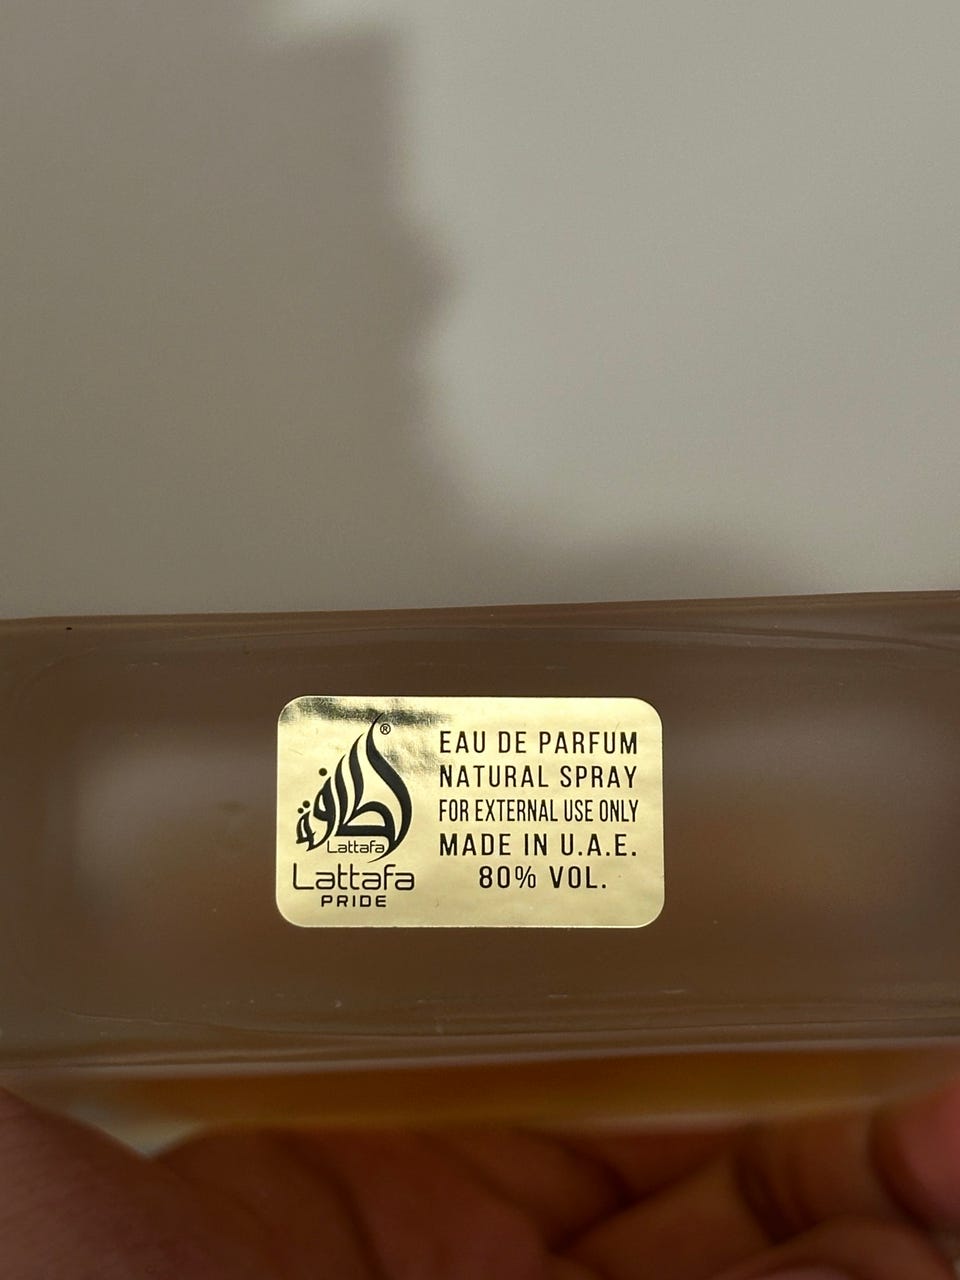 لطافة
®
Lattafa
Lattafa
PRIDE
EAU DE PARFUM
NATURAL SPRAY
FOR EXTERNAL USE ONLY
MADE IN U.A.E.
80% VOL.